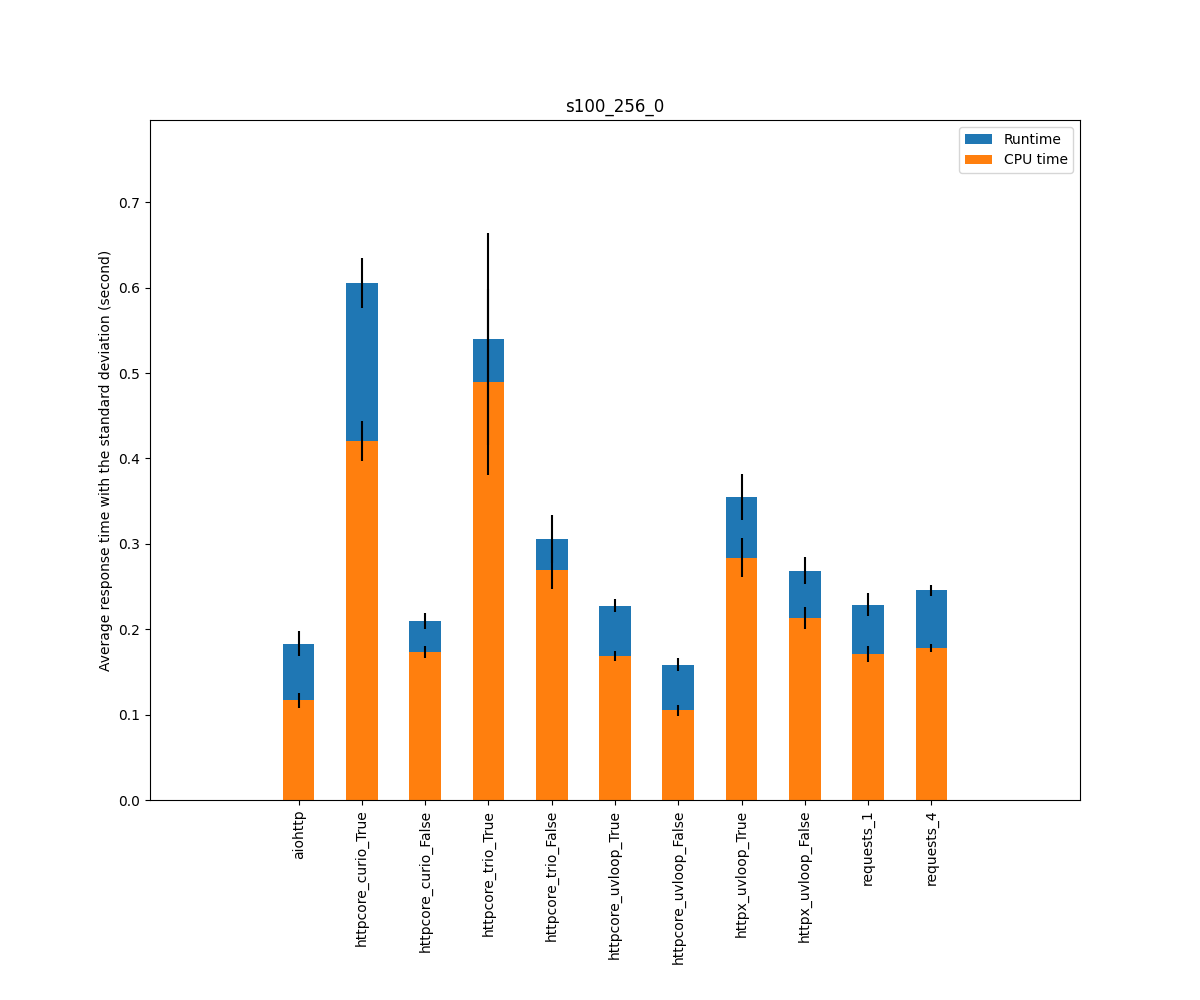 s100_256_0
Runtime
CPU time
Average response time with the standard deviation (second)
0.7
0.6
0.5
0.4
0.3
0.2
0.1
0.0
aiohttp
httpcore_curio_True
httpcore_curio_False
httpcore_trio_True
httpcore_trio_False
httpcore_uvloop_True
httpcore_uvloop_False
httpx_uvloop_True
httpx_uvloop_False
requests_1
requests_4